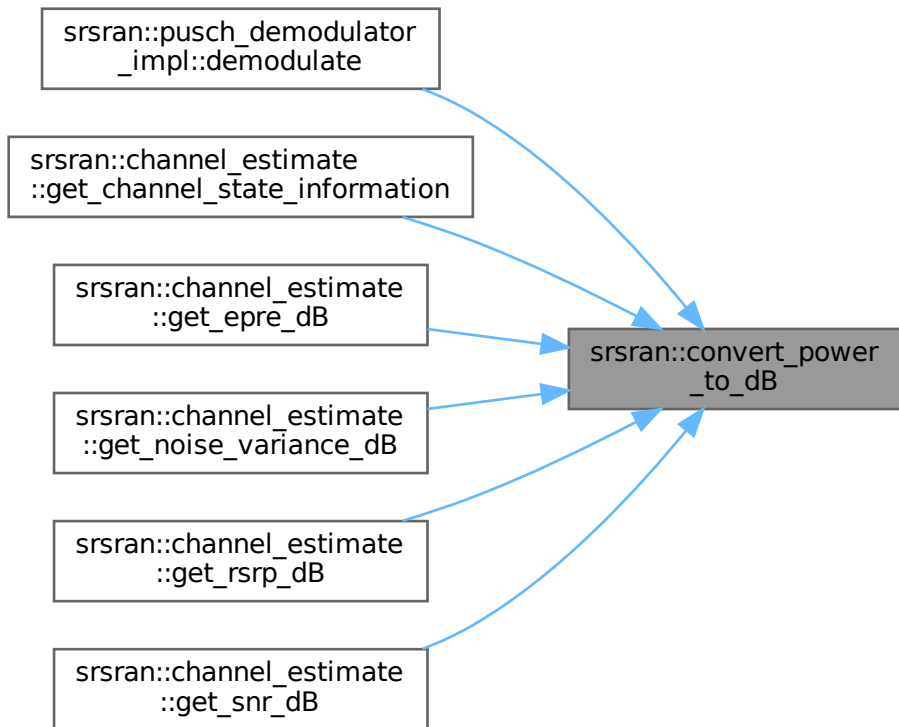 srsran::pusch_demodulator
_impl::demodulate
srsran::channel_estimate
::get_channel_state_information
srsran::channel_estimate
::get_epre_dB
srsran::convert_power
_to_dB
srsran::channel_estimate
::get_noise_variance_dB
srsran::channel_estimate
::get_rsrp_dB
srsran::channel_estimate
::get_snr_dB